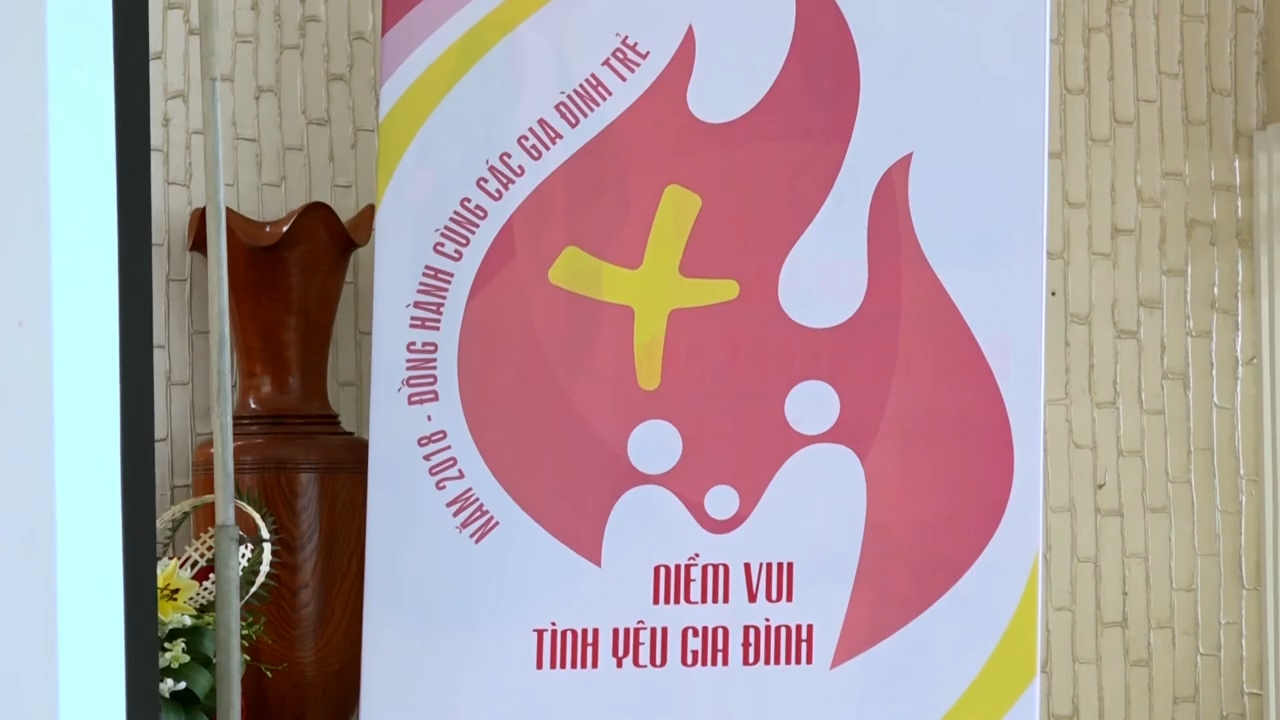 NĂM 2018 - ĐỒNG HÀNH CÙNG CÁC GIA ĐÌNH TRẺ
NIỀM VUI
TÌNH YÊU GIA ĐÌNH